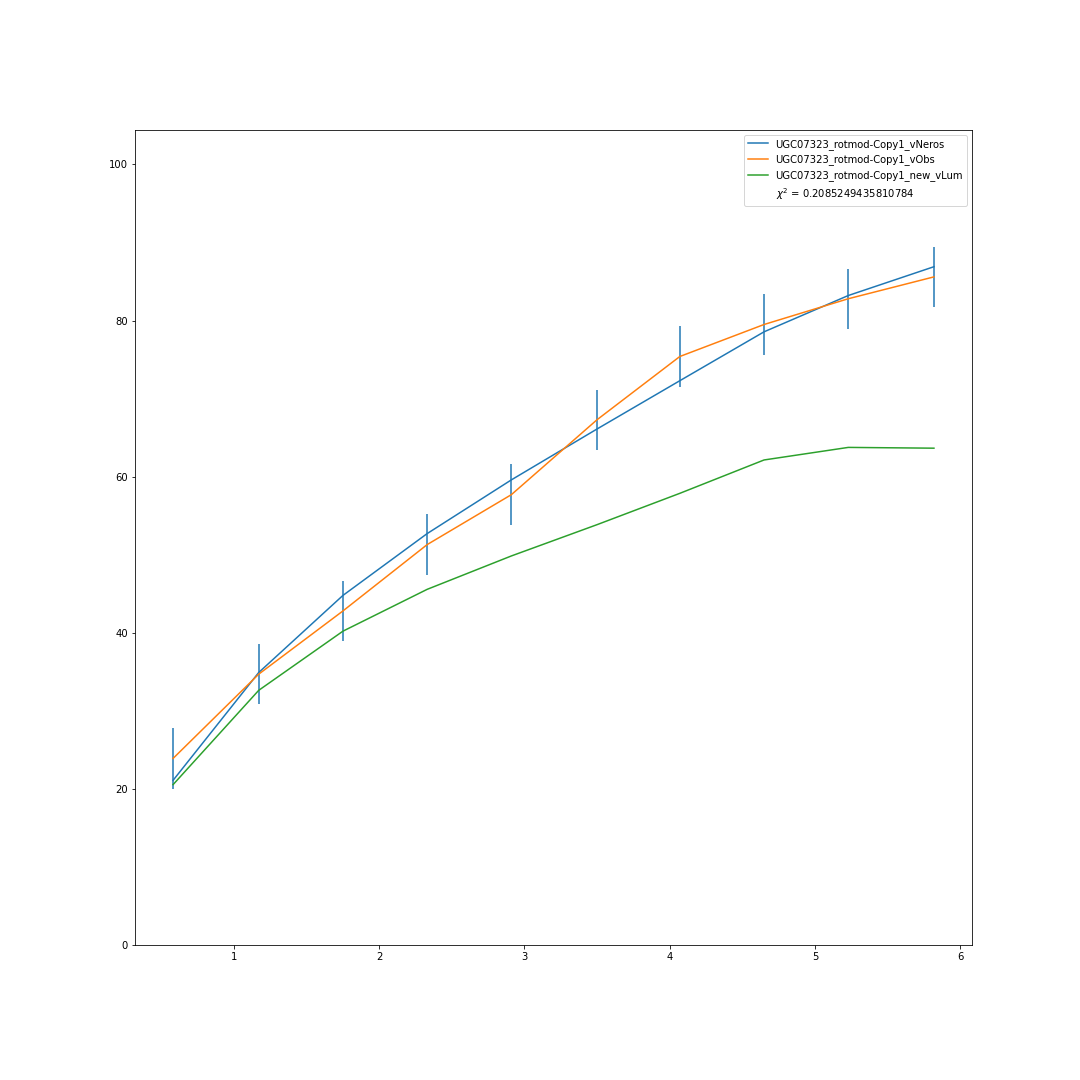 UGC07323_rotmod-Copy1_vNeros
UGC07323_rotmod-Copy1_vObs
UGC07323_rotmod-Copy1_new_vLum
χ² = 0.2085249435810784
100
80
60
40
20
0
1 2 3 4 5 6